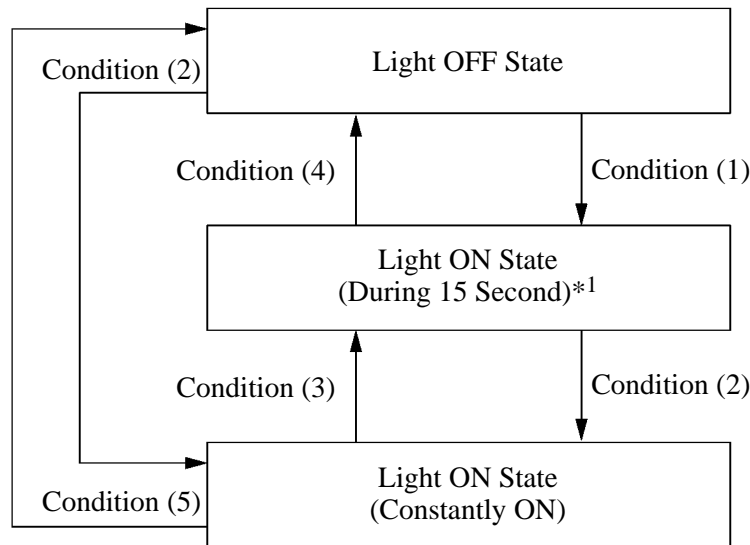 Light OFF State
Condition (2)
Condition (4)
Condition (1)
Light ON State
(During 15 Second)*1
Condition (3)
Condition (2)
Light ON State
(Constantly ON)
Condition (5)